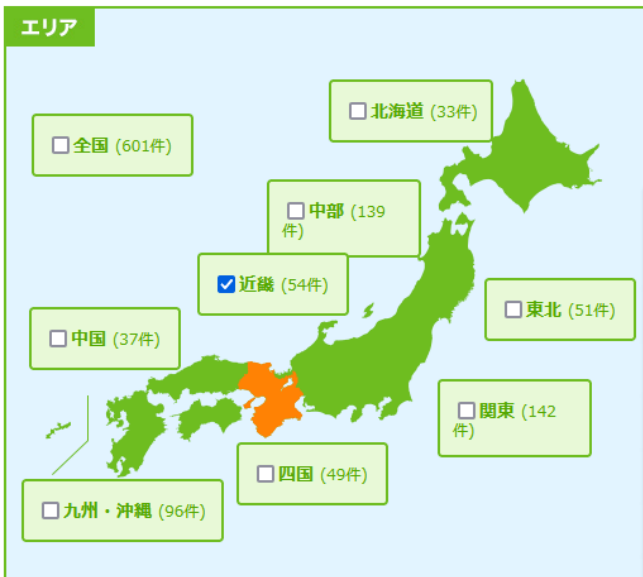 エリア
北海道 (33件)
全国 (601件)
中部 (139
件)
近畿 (54件)
東北 (51件)
中国 (37件)
関東 (142
件)
四国 (49件)
九州・沖縄 (96件)